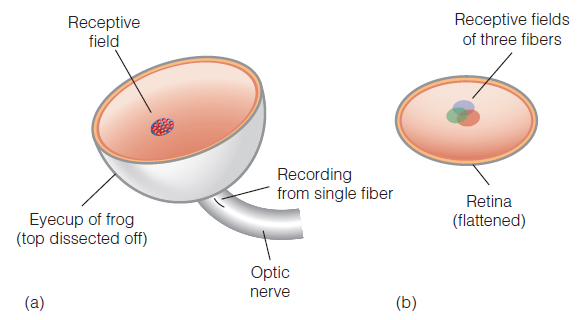 Receptive
field
Recording
from single fiber
Eyecup of frog
(top dissected off)
Optic
nerve
(a)
Receptive fields
of three fibers
Retina
(flattened)
(b)